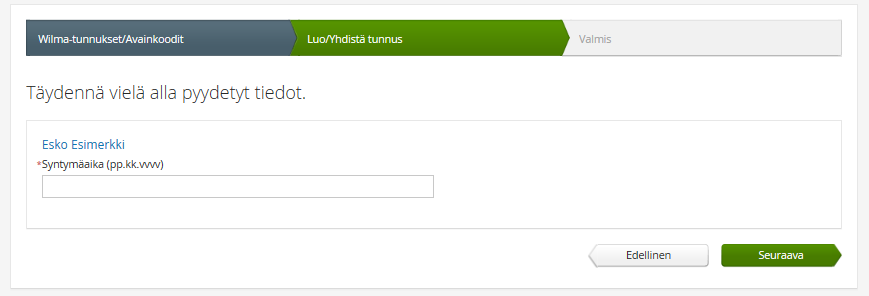 Wilma-tunnukset/Avainkoodit
Luo/Yhdistä tunnus
Valmis
Täydennä vielä alla pyydetyt tiedot.
Esko Esimerkki
*Syntymäaika (pp.kk.vvvv)
Edellinen
Seuraava